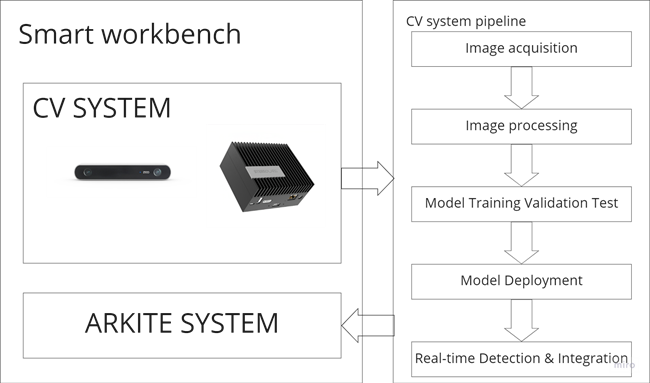 Smart workbench
CV SYSTEM
ARKITE SYSTEM
CV system pipeline
Image acquisition
Image processing
Model Training Validation Test
Model Deployment
Real-time Detection & Integration
miro